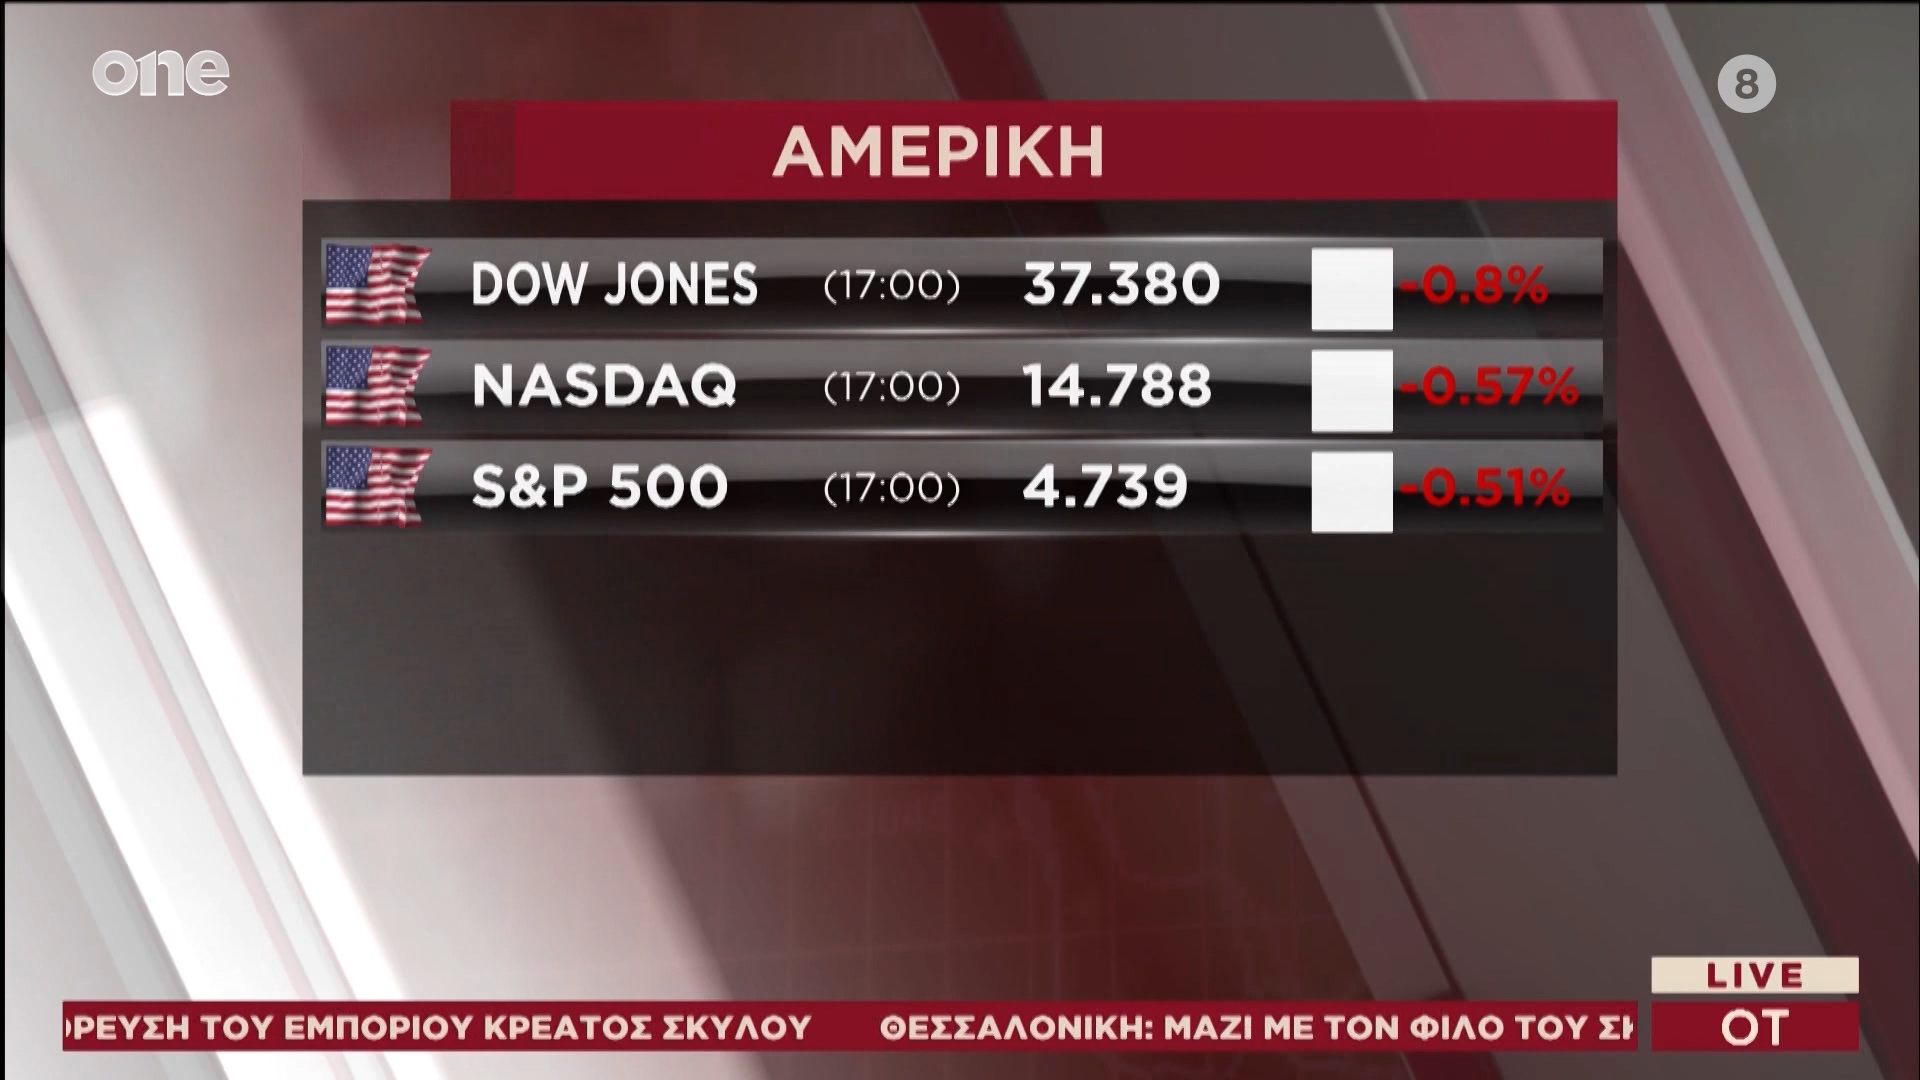 one
8
ΑΜΕΡΙΚΗ
DOW JONES (17:00) 37.380 -0.8%
NASDAQ (17:00) 14.788 -0.57%
S&P 500 (17:00) 4.739 -0.51%
LIVE
ΟΡΕΥΣΗ ΤΟΥ ΕΜΠΟΡΙΟΥ ΚΡΕΑΤΟΣ ΣΚΥΛΟΥ ΘΕΣΣΑΛΟΝΙΚΗ: ΜΑΖΙ ΜΕ ΤΟΝ ΦΙΛΟ ΤΟΥ
ΟΤ